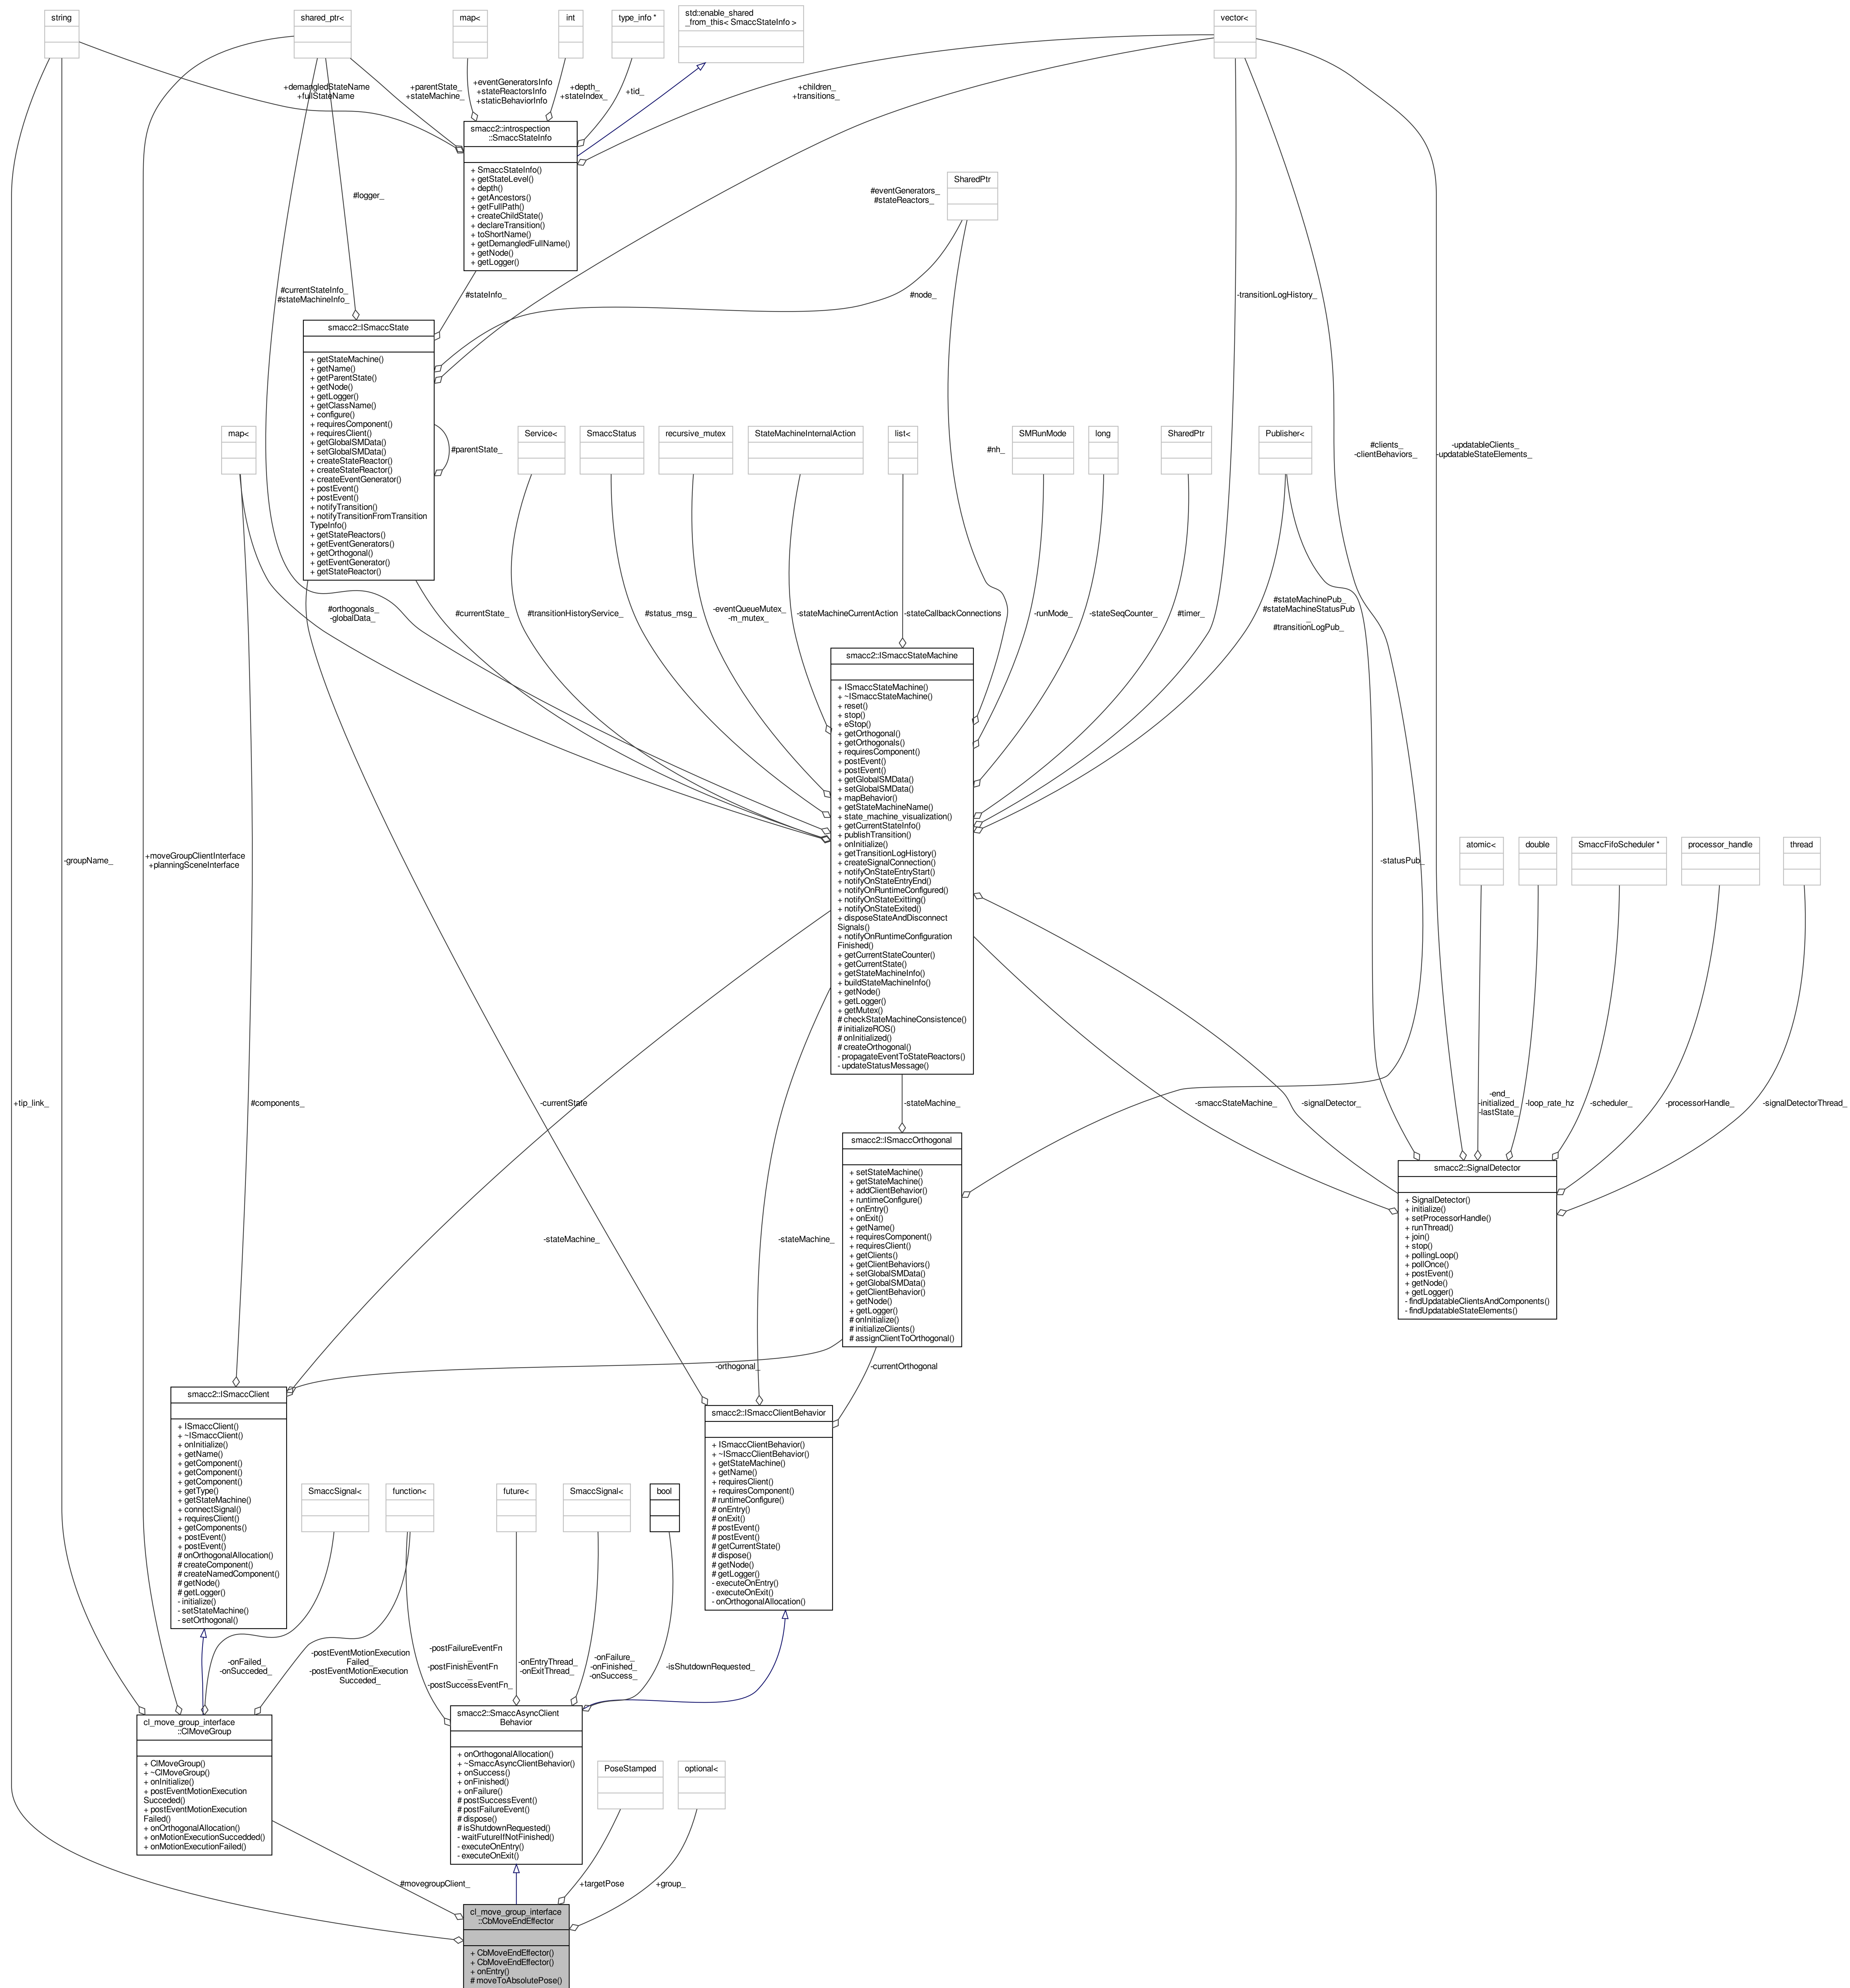 string
shared_ptr<
map<
int
type_info *
std::enable_shared
_from_this< SmaccStateInfo >
vector<
+demangledStateName
+fullStateName
+parentState_
+stateMachine_
+eventGeneratorsInfo
+stateReactorsInfo
+staticBehaviorInfo
+depth_
+stateIndex_
+tid_
+children_
+transitions_
smacc2::introspection
::SmaccStateInfo
+ SmaccStateInfo()
+ getStateLevel()
+ depth()
+ getAncestors()
+ getFullPath()
+ createChildState()
+ declareTransition()
+ toShortName()
+ getDemangledFullName()
+ getNode()
+ getLogger()
#logger_
#eventGenerators_
#stateReactors_
SharedPtr
#currentStateInfo_
#stateMachineInfo_
#stateInfo_
#node_
-transitionLogHistory_
smacc2::ISmaccState
+ getStateMachine()
+ getName()
+ getParentState()
+ getNode()
+ getLogger()
+ getClassName()
+ configure()
+ requiresComponent()
+ requiresClient()
+ getGlobalSMData()
+ setGlobalSMData()
+ createStateReactor()
+ createStateReactor()
+ createEventGenerator()
+ postEvent()
+ postEvent()
+ notifyTransition()
+ notifyTransitionFromTransition
TypeInfo()
+ getStateReactors()
+ getEventGenerators()
+ getOrthogonal()
+ getEventGenerator()
+ getStateReactor()
#parentState_
map<
Service<
SmaccStatus
recursive_mutex
StateMachineInternalAction
list<
#nh_
SMRunMode
long
SharedPtr
Publisher<
#clients_
-clientBehaviors_
-updatableClients_
-updatableStateElements_
#orthogonals_
-globalData_
#currentState_
#transitionHistoryService_
#status_msg_
-eventQueueMutex_
-m_mutex_
-stateMachineCurrentAction
-stateCallbackConnections
-runMode_
-stateSeqCounter_
#timer_
#stateMachinePub_
#stateMachineStatusPub
_
#transitionLogPub_
smacc2::ISmaccStateMachine
+ ISmaccStateMachine()
+ ~ISmaccStateMachine()
+ reset()
+ stop()
+ eStop()
+ getOrthogonal()
+ getOrthogonals()
+ requiresComponent()
+ postEvent()
+ postEvent()
+ getGlobalSMData()
+ setGlobalSMData()
+ mapBehavior()
+ getStateMachineName()
+ state_machine_visualization()
+ getCurrentStateInfo()
+ publishTransition()
+ onInitialize()
+ getTransitionLogHistory()
+ createSignalConnection()
+ notifyOnStateEntryStart()
+ notifyOnStateEntryEnd()
+ notifyOnRuntimeConfigured()
+ notifyOnStateExitting()
+ notifyOnStateExited()
+ disposeStateAndDisconnect
Signals()
+ notifyOnRuntimeConfiguration
Finished()
+ getCurrentStateCounter()
+ getCurrentState()
+ getStateMachineInfo()
+ buildStateMachineInfo()
+ getNode()
+ getLogger()
+ getMutex()
# checkStateMachineConsistence()
# initializeROS()
# onInitialized()
# createOrthogonal()
- propagateEventToStateReactors()
- updateStatusMessage()
-groupName_
+moveGroupClientInterface
+planningSceneInterface
-statusPub_
atomic<
double
SmaccFifoScheduler *
processor_handle
thread
+tip_link_
#components_
-currentState
-stateMachine_
-smaccStateMachine_
-signalDetector_
-end_
-initialized_
-lastState_
-loop_rate_hz
-scheduler_
-processorHandle_
-signalDetectorThread_
smacc2::ISmaccOrthogonal
+ setStateMachine()
+ getStateMachine()
+ addClientBehavior()
+ runtimeConfigure()
+ onEntry()
+ onExit()
+ getName()
+ requiresComponent()
+ requiresClient()
+ getClients()
+ getClientBehaviors()
+ setGlobalSMData()
+ getGlobalSMData()
+ getClientBehavior()
+ getNode()
+ getLogger()
# onInitialize()
# initializeClients()
# assignClientToOrthogonal()
smacc2::SignalDetector
+ SignalDetector()
+ initialize()
+ setProcessorHandle()
+ runThread()
+ join()
+ stop()
+ pollingLoop()
+ pollOnce()
+ postEvent()
+ getNode()
+ getLogger()
- findUpdatableClientsAndComponents()
- findUpdatableStateElements()
-stateMachine_
-stateMachine_
-orthogonal_
-currentOrthogonal
smacc2::ISmaccClient
+ ISmaccClient()
+ ~ISmaccClient()
+ onInitialize()
+ getName()
+ getComponent()
+ getComponent()
+ getComponent()
+ getType()
+ getStateMachine()
+ connectSignal()
+ requiresClient()
+ getComponents()
+ postEvent()
+ postEvent()
# onOrthogonalAllocation()
# createComponent()
# createNamedComponent()
# getNode()
# getLogger()
- initialize()
- setStateMachine()
- setOrthogonal()
smacc2::ISmaccClientBehavior
+ ISmaccClientBehavior()
+ ~ISmaccClientBehavior()
+ getStateMachine()
+ getName()
+ requiresClient()
+ requiresComponent()
# runtimeConfigure()
# onEntry()
# onExit()
# postEvent()
# postEvent()
# getCurrentState()
# dispose()
# getNode()
# getLogger()
- executeOnEntry()
- executeOnExit()
- onOrthogonalAllocation()
SmaccSignal<
function<
future<
SmaccSignal<
bool
-onFailed_
-onSucceded_
-postEventMotionExecution
Failed_
-postEventMotionExecution
Succeded_
-postFailureEventFn
_
-postFinishEventFn
_
-postSuccessEventFn_
-onEntryThread_
-onExitThread_
-onFailure_
-onFinished_
-onSuccess_
-isShutdownRequested_
cl_move_group_interface
::ClMoveGroup
+ ClMoveGroup()
+ ~ClMoveGroup()
+ onInitialize()
+ postEventMotionExecution
Succeded()
+ postEventMotionExecution
Failed()
+ onOrthogonalAllocation()
+ onMotionExecutionSuccedded()
+ onMotionExecutionFailed()
smacc2::SmaccAsyncClient
Behavior
+ onOrthogonalAllocation()
+ ~SmaccAsyncClientBehavior()
+ onSuccess()
+ onFinished()
+ onFailure()
# postSuccessEvent()
# postFailureEvent()
# dispose()
# isShutdownRequested()
- waitFutureIfNotFinished()
- executeOnEntry()
- executeOnExit()
PoseStamped
optional<
#movegroupClient_
+targetPose
+group_
cl_move_group_interface
::CbMoveEndEffector
+ CbMoveEndEffector()
+ CbMoveEndEffector()
+ onEntry()
# moveToAbsolutePose()